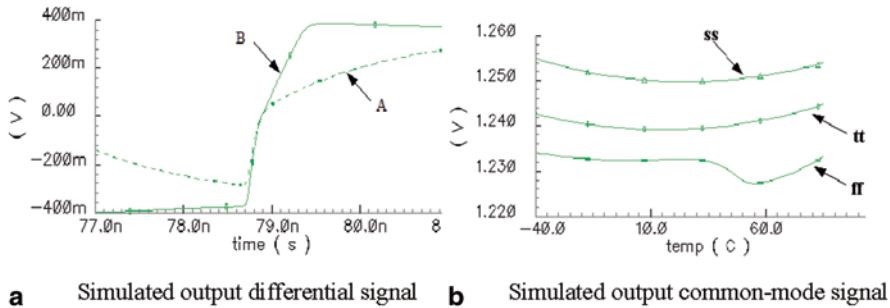 400m
200m
0.00
-200m
-400m
( V )
B
A
77.0n 78.0n 79.0n 80.0n 8
time ( s )
1.260
1.250
1.240
1.230
1.220
( V )
ss
tt
ff
-40.0 10.0 60.0
temp ( C )
a Simulated output differential signal
b Simulated output common-mode signal